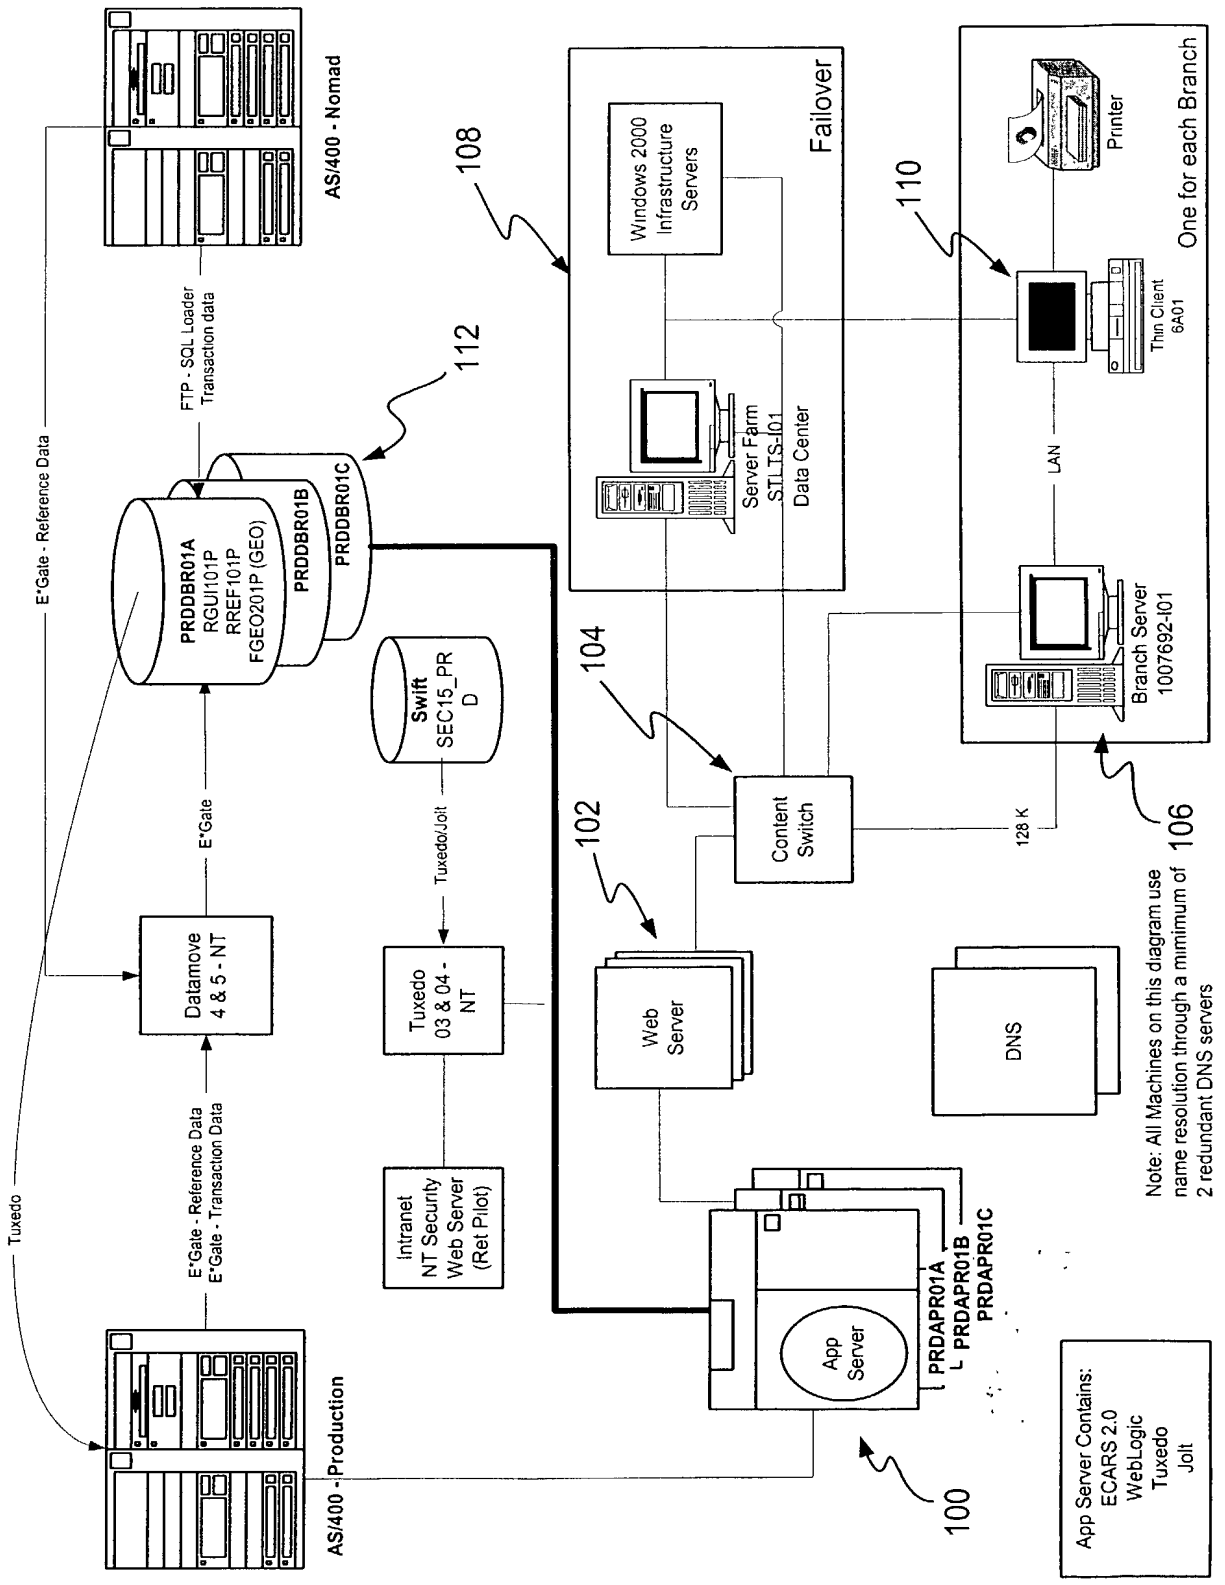 AS/400 - Production
AS/400 - Nomad
Tuxedo
E*Gate - Reference Data
E*Gate - Reference Data
E*Gate - Transaction Data
Datamove
4 & 5 - NT
E*Gate
PRDDBR01A
RGUI101P
RREF101P
FGEO201P (GEO)
PRDDBR01B
PRDDBR01C
FTP - SQL Loader
Transaction data
112
Intranet
NT Security
Web Server
(Ret Pilot)
Tuxedo
03 & 04 -
NT
Tuxedo/Jolt
Swift
SEC15_PR
D
108
Windows 2000
Infrastructure
Servers
Server Farm
STLTS-I01
Data Center
Failover
104
102
Web
Server
Content
Switch
App
Server
PRDAPR01A
PRDAPR01B
PRDAPR01C
100
DNS
128 K
110
LAN
Branch Server
1007692-I01
Thin Client
6A01
Printer
One for each Branch
106
Note: All Machines on this diagram use
name resolution through a mimimum of
2 redundant DNS servers
App Server Contains:
ECARS 2.0
WebLogic
Tuxedo
Jolt